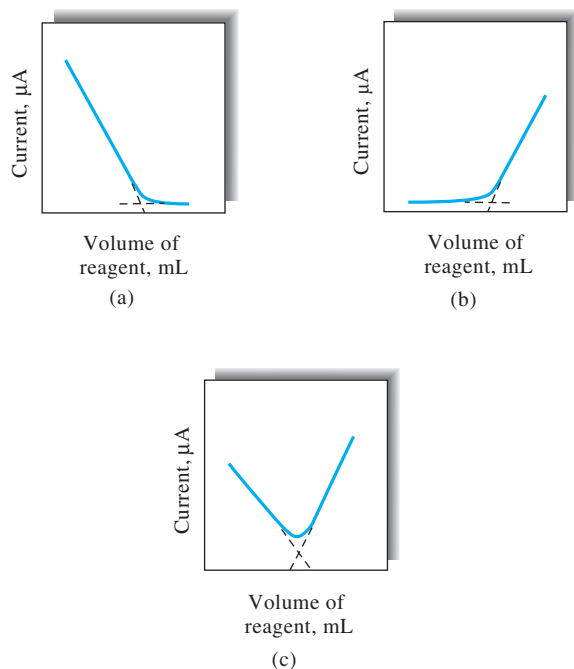 Current, μA
Volume of
reagent, mL
(a)
Current, μA
Volume of
reagent, mL
(b)
Current, μA
Volume of
reagent, mL
(c)